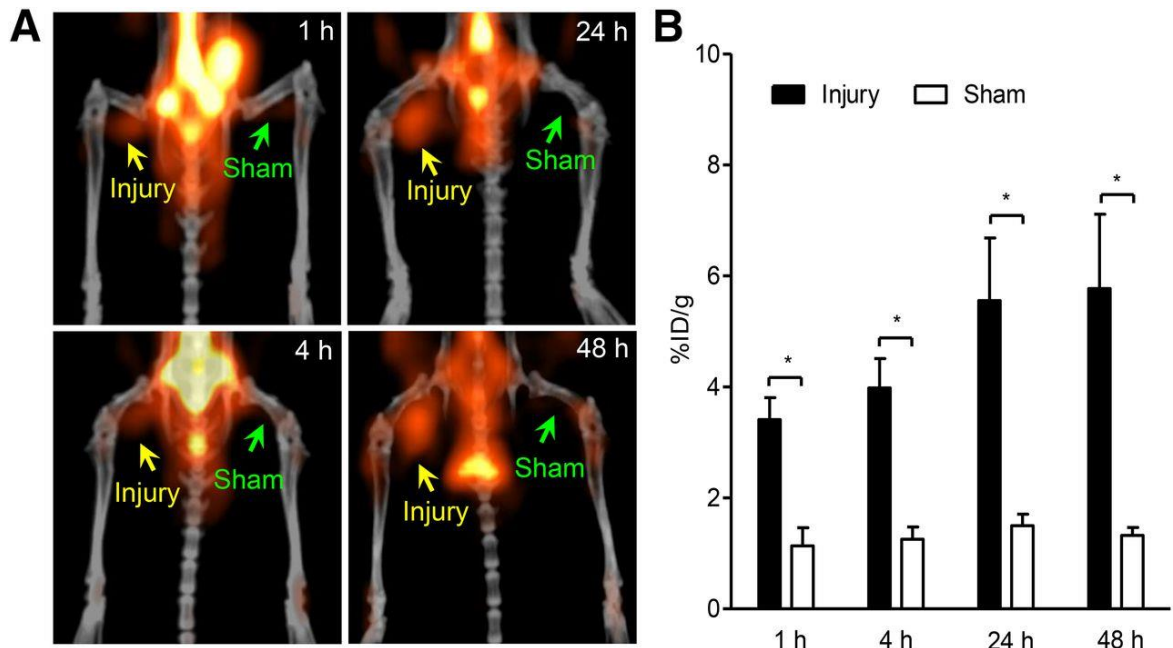 A
1 h
Injury
Sham
24 h
Injury
Sham
4 h
Injury
Sham
48 h
Injury
Sham
B
%ID/g
10
8
6
4
2
0
Injury Sham
*
*
*
*
1 h 4 h 24 h 48 h